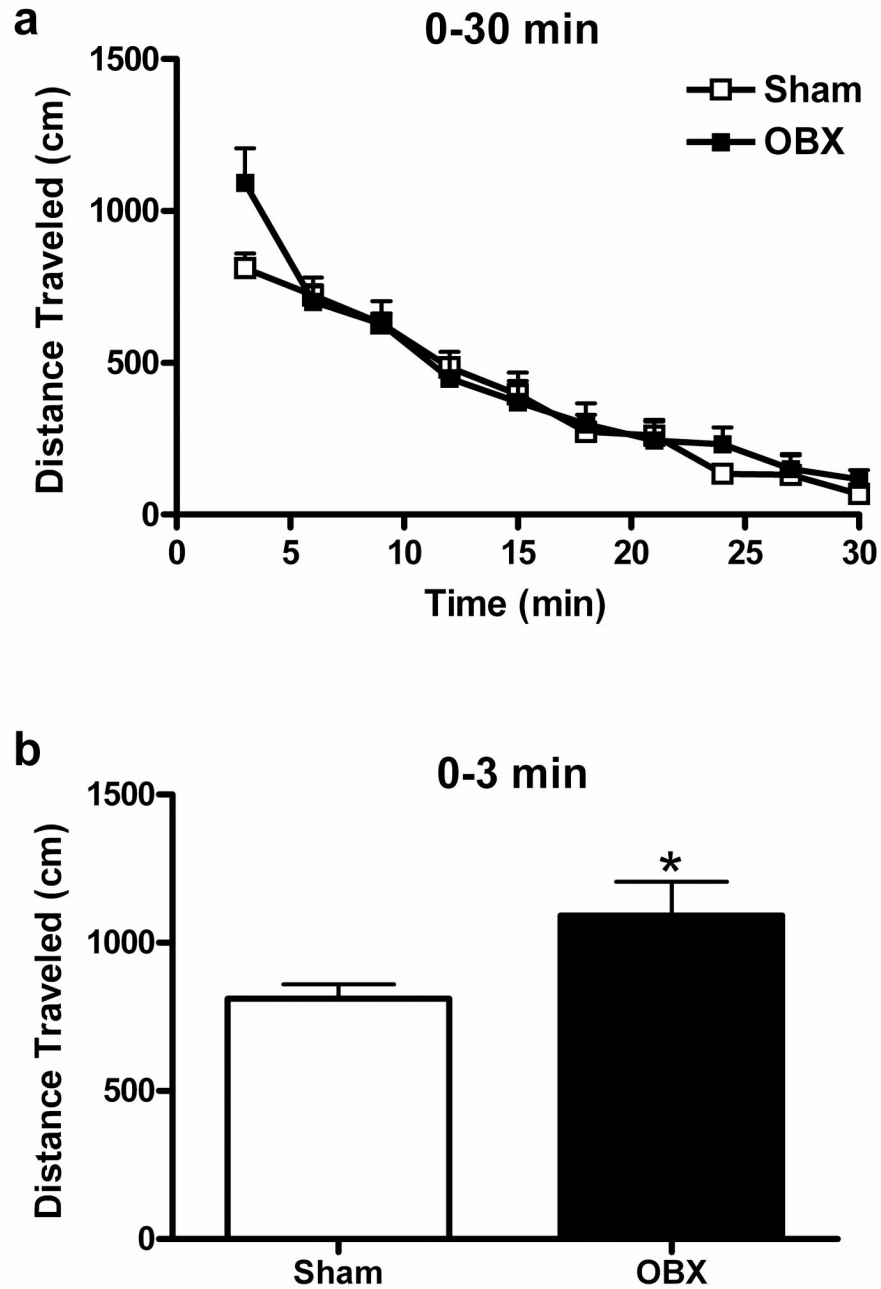 a
0-30 min
1500
1000
500
0
Distance Traveled (cm)
Sham
OBX
0 5 10 15 20 25 30
Time (min)
b
0-3 min
1500
1000
500
0
Distance Traveled (cm)
*
Sham OBX